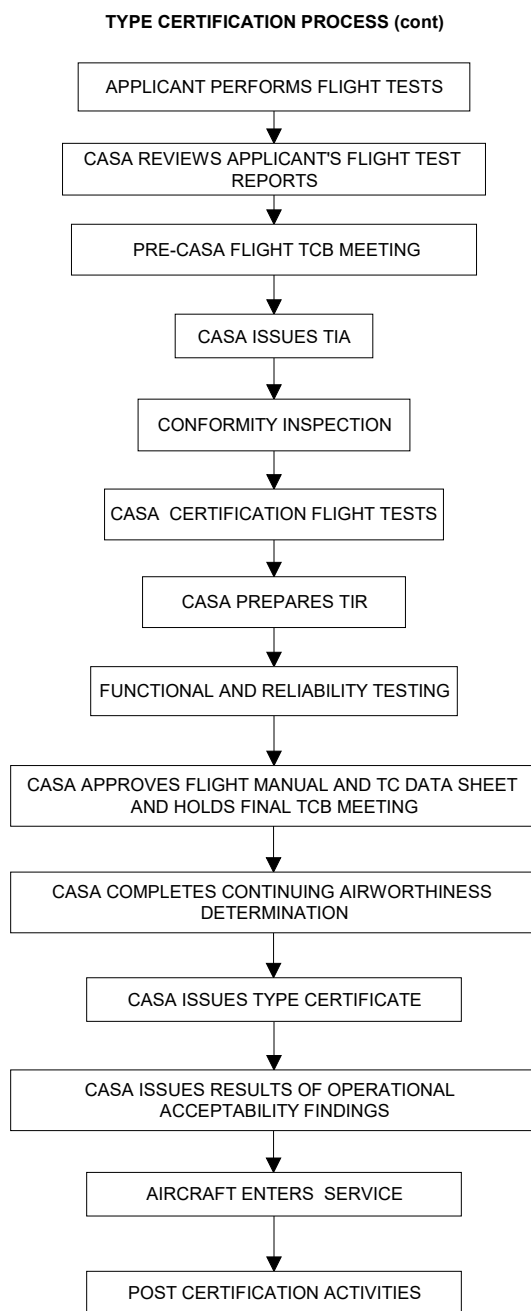 TYPE CERTIFICATION PROCESS (cont)
APPLICANT PERFORMS FLIGHT TESTS
CASA REVIEWS APPLICANT'S FLIGHT TEST
REPORTS
PRE-CASA FLIGHT TCB MEETING
CASA ISSUES TIA
CONFORMITY INSPECTION
CASA CERTIFICATION FLIGHT TESTS
CASA PREPARES TIR
FUNCTIONAL AND RELIABILITY TESTING
CASA APPROVES FLIGHT MANUAL AND TC DATA SHEET
AND HOLDS FINAL TCB MEETING
CASA COMPLETES CONTINUING AIRWORTHINESS
DETERMINATION
CASA ISSUES TYPE CERTIFICATE
CASA ISSUES RESULTS OF OPERATIONAL
ACCEPTABILITY FINDINGS
AIRCRAFT ENTERS SERVICE
POST CERTIFICATION ACTIVITIES